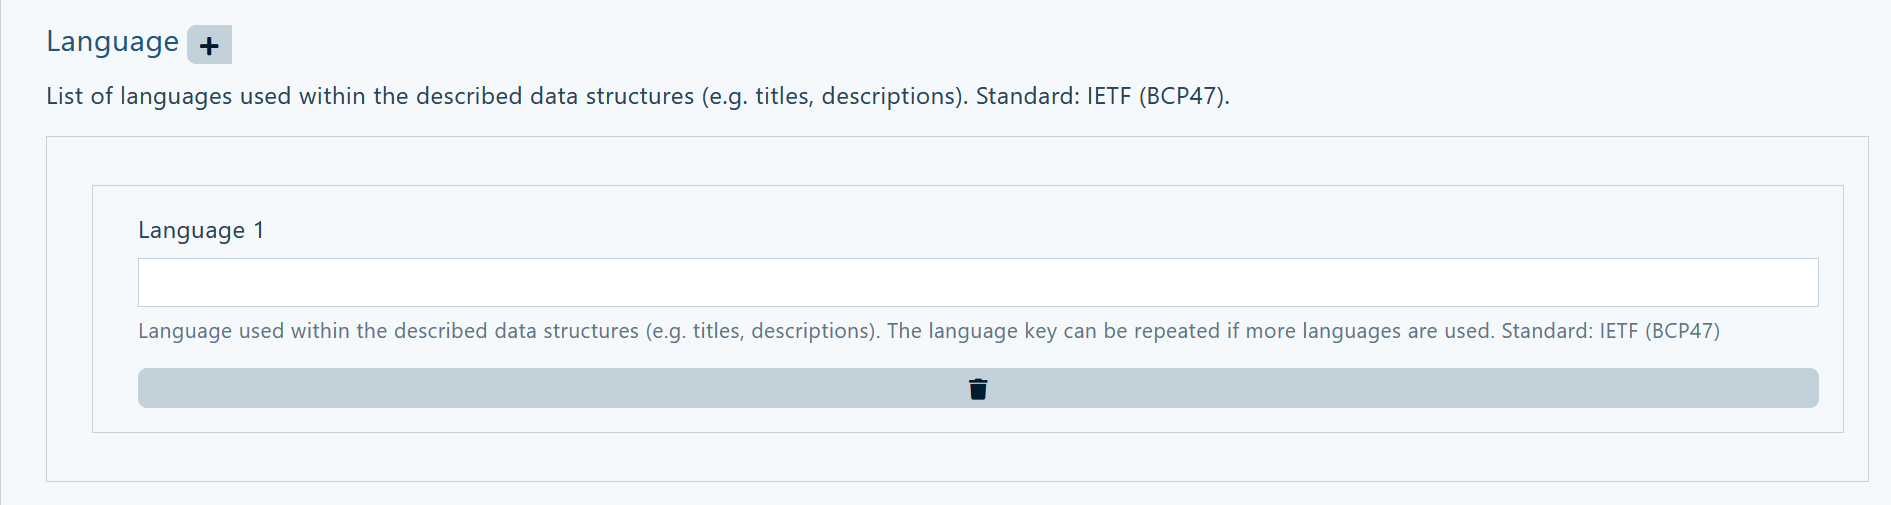 Language
List of languages used within the described data structures (e.g. titles, descriptions). Standard: IETF (BCP47).
Language 1
Language used within the described data structures (e.g. titles, descriptions). The language key can be repeated if more languages are used. Standard: IETF (BCP47)